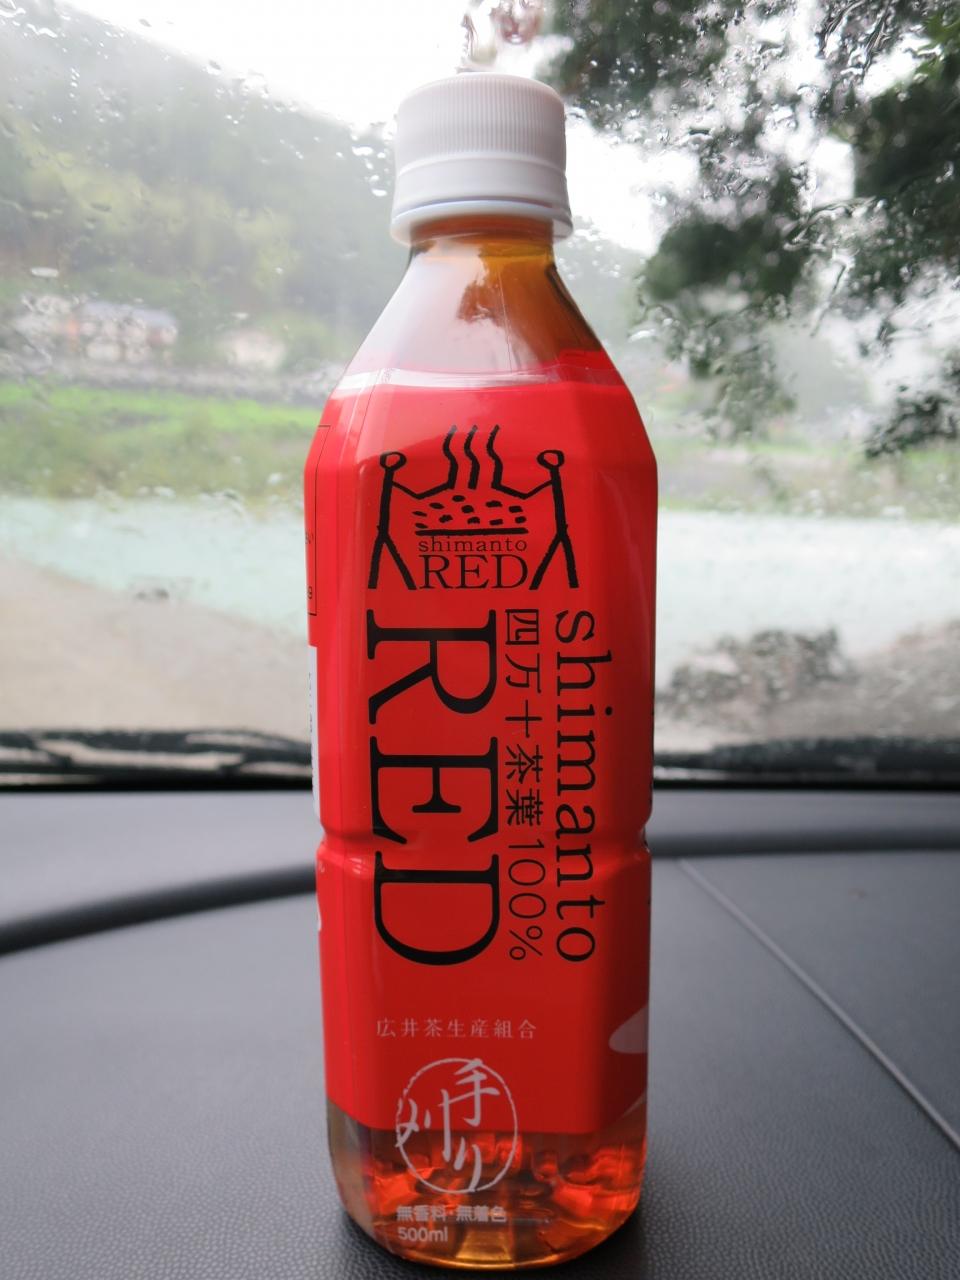 shimanto
RED
shimanto
四万十茶葉100%
RED
広井茶生産組合
手刈り
無香料・無着色
500ml